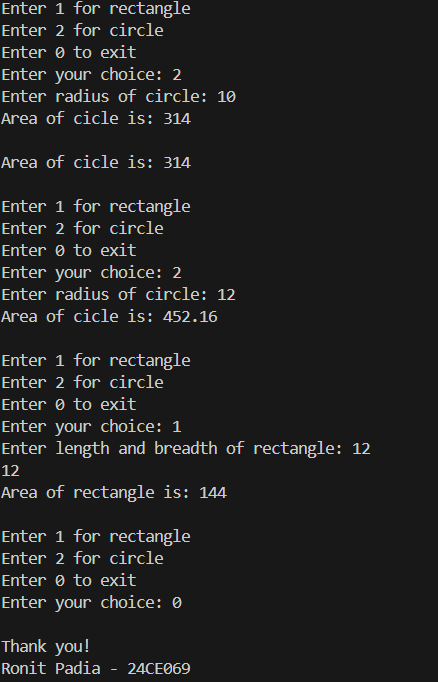 Enter 1 for rectangle
Enter 2 for circle
Enter 0 to exit
Enter your choice: 2
Enter radius of circle: 10
Area of cicle is: 314
Area of cicle is: 314
Enter 1 for rectangle
Enter 2 for circle
Enter 0 to exit
Enter your choice: 2
Enter radius of circle: 12
Area of cicle is: 452.16
Enter 1 for rectangle
Enter 2 for circle
Enter 0 to exit
Enter your choice: 1
Enter length and breadth of rectangle: 12
12
Area of rectangle is: 144
Enter 1 for rectangle
Enter 2 for circle
Enter 0 to exit
Enter your choice: 0
Thank you!
Ronit Padia - 24CE069